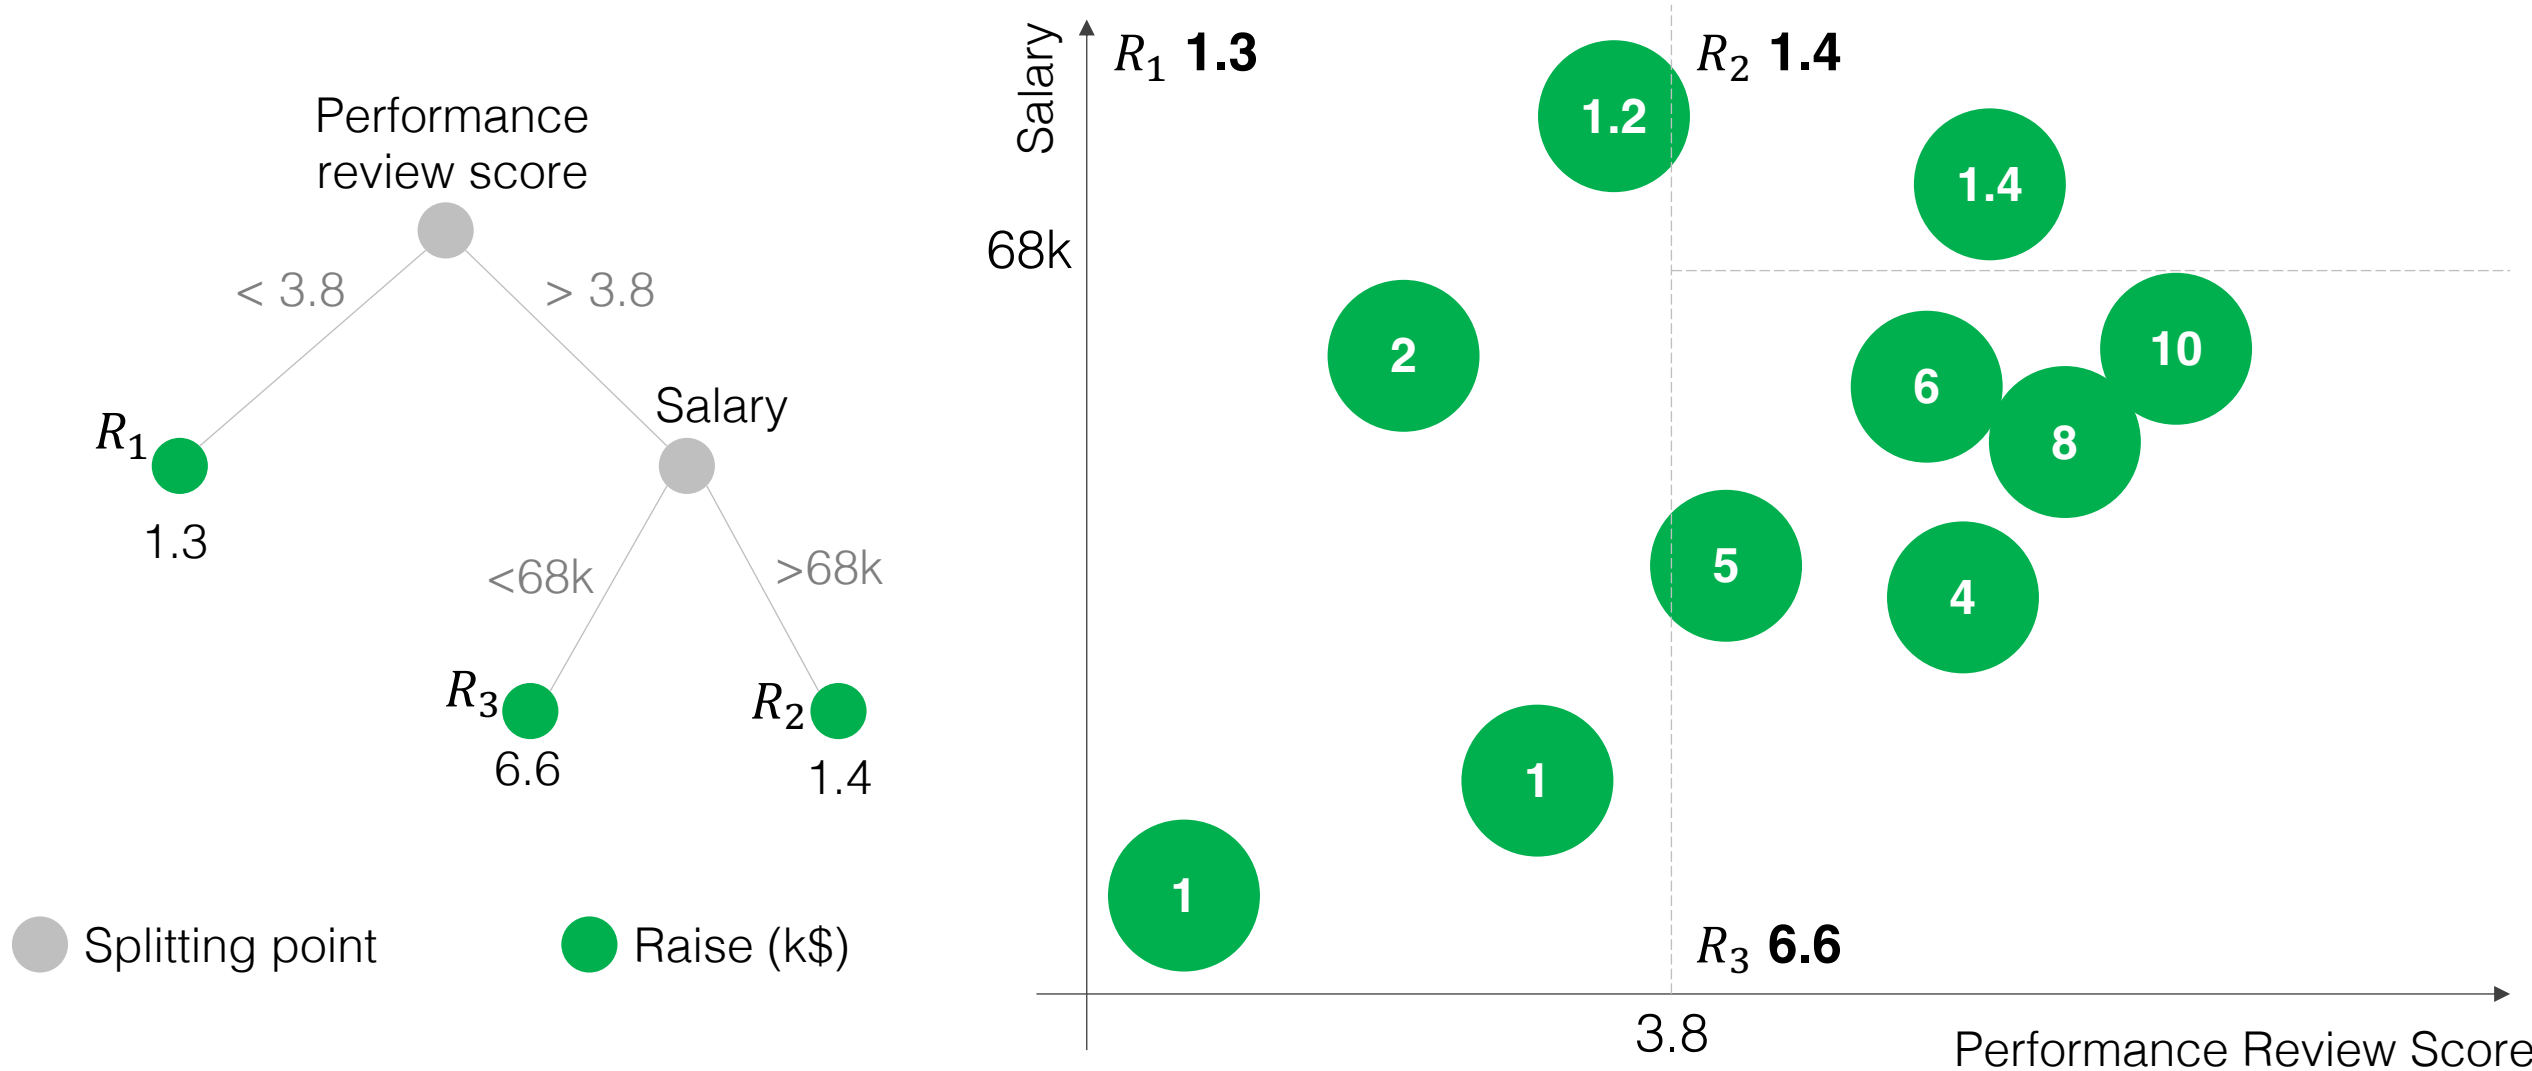 Performance
review score
< 3.8
> 3.8
R₁
1.3
Salary
<68k
>68k
R₃
6.6
R₂
1.4
Splitting point
Raise (k$)
Salary
R₁ 1.3
R₂ 1.4
1.2
1.4
68k
2
10
6
8
5
4
1
1
R₃ 6.6
3.8
Performance Review Score